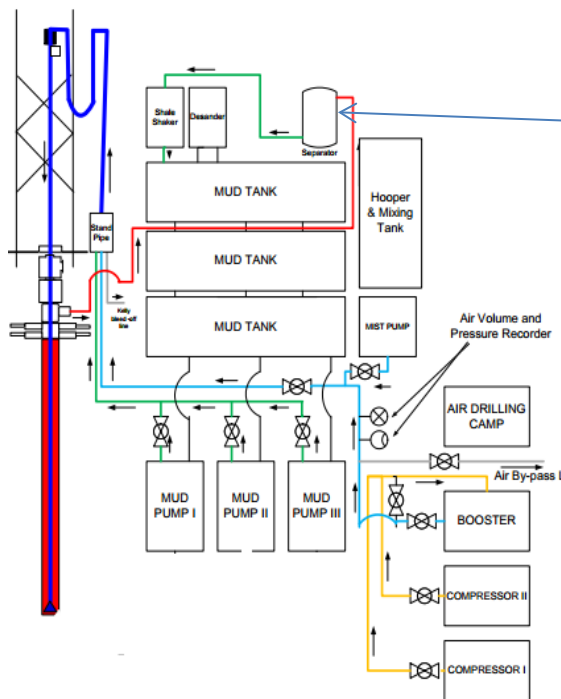 Shale
Shaker
Desander
Separator
MUD TANK
Hooper
& Mixing
Tank
Stand
Pipe
MUD TANK
Kelly
bleed-off
line
MUD TANK
MIST PUMP
Air Volume and
Pressure Recorder
AIR DRILLING
CAMP
Air By-pass L
MUD
PUMP I
MUD
PUMP II
MUD
PUMP III
BOOSTER
COMPRESSOR II
COMPRESSOR I